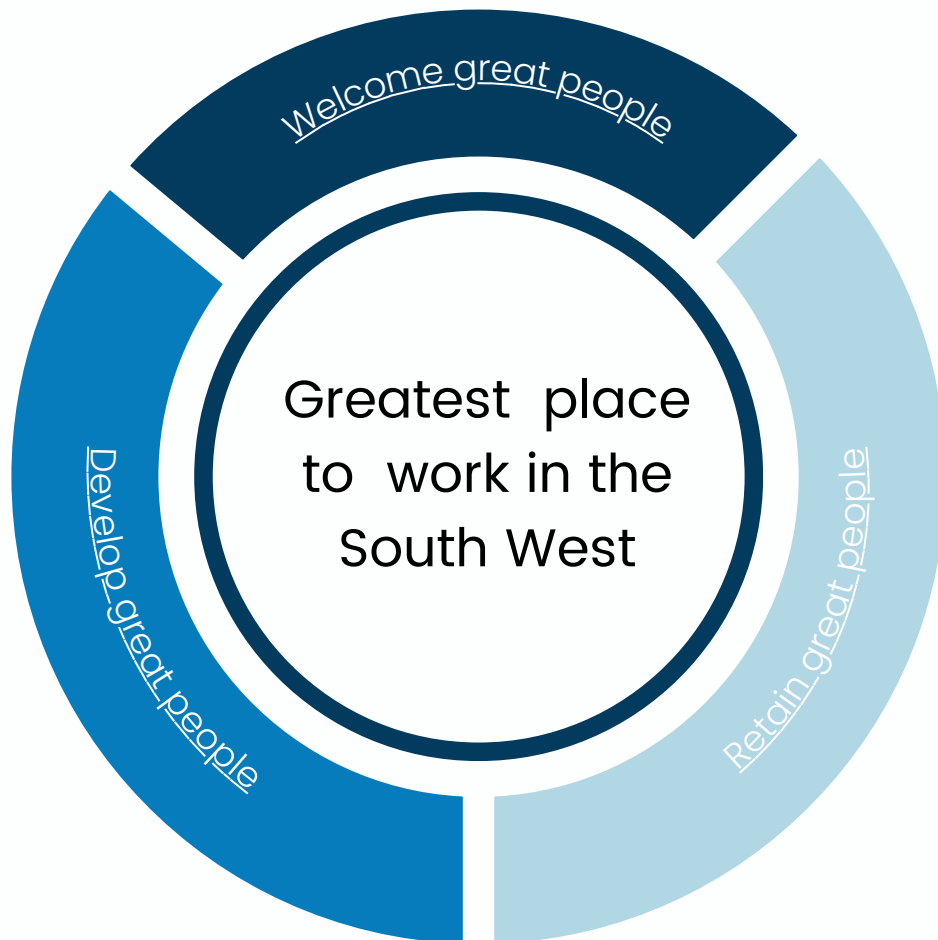 Welcome great people
Greatest  place
to  work in the
South West
Develop great people
Retain great people